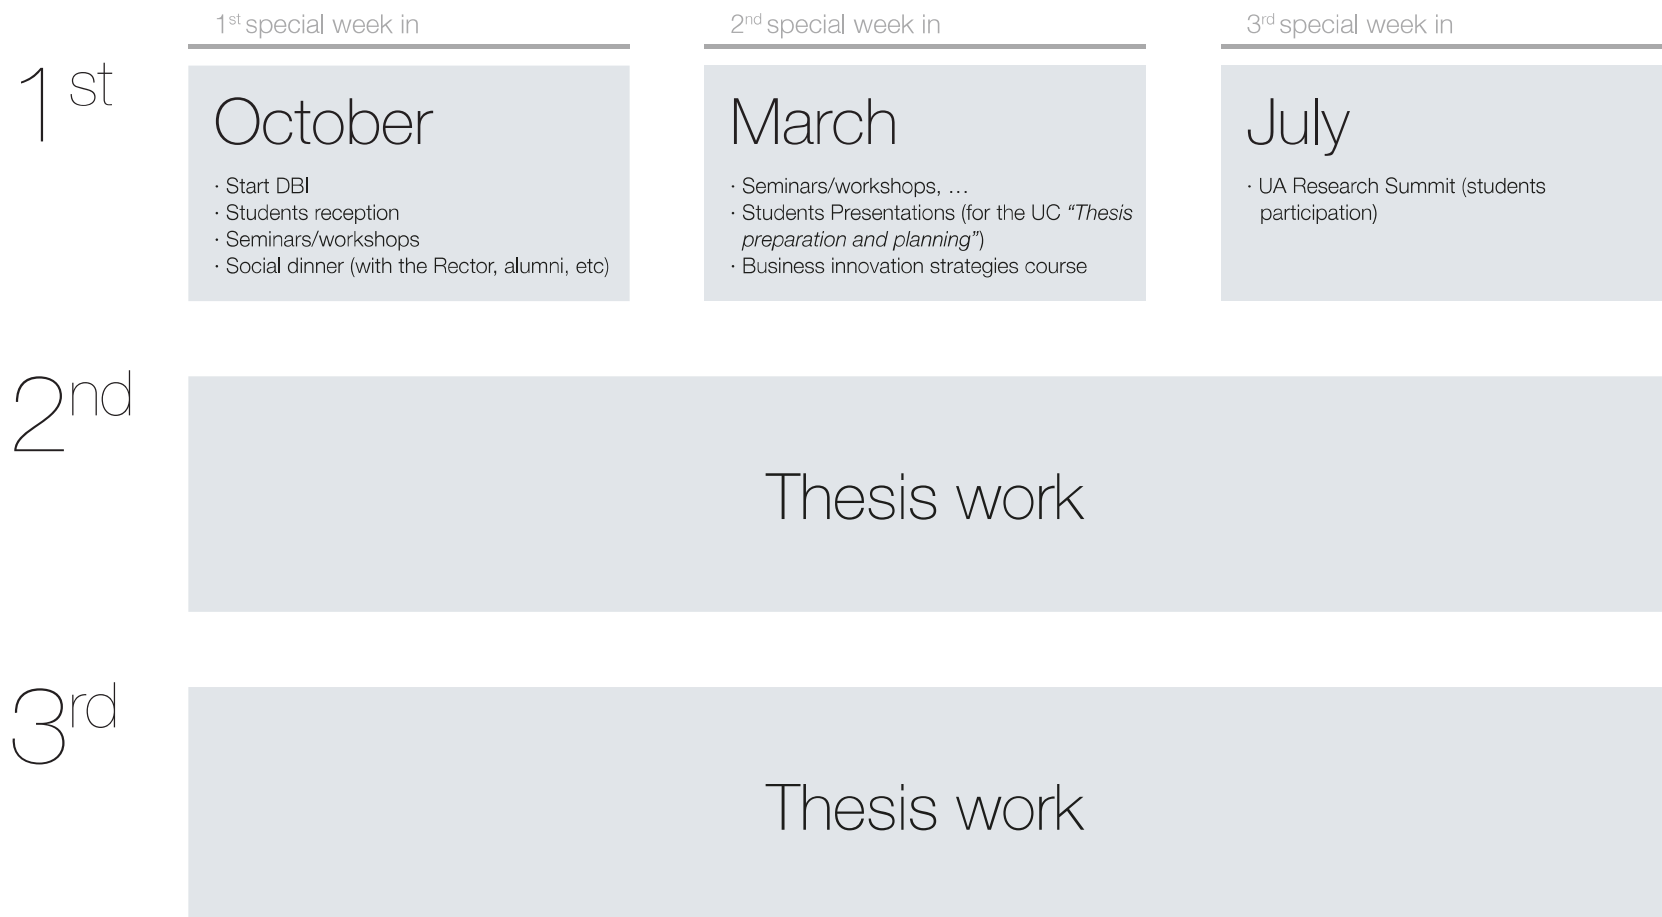 1st special week in
2nd special week in
3rd special week in
1st
October
· Start DBI
· Students reception
· Seminars/workshops
· Social dinner (with the Rector, alumni, etc)
March
· Seminars/workshops, …
· Students Presentations (for the UC “Thesis
preparation and planning”)
· Business innovation strategies course
July
· UA Research Summit (students
participation)
2nd
Thesis work
3rd
Thesis work